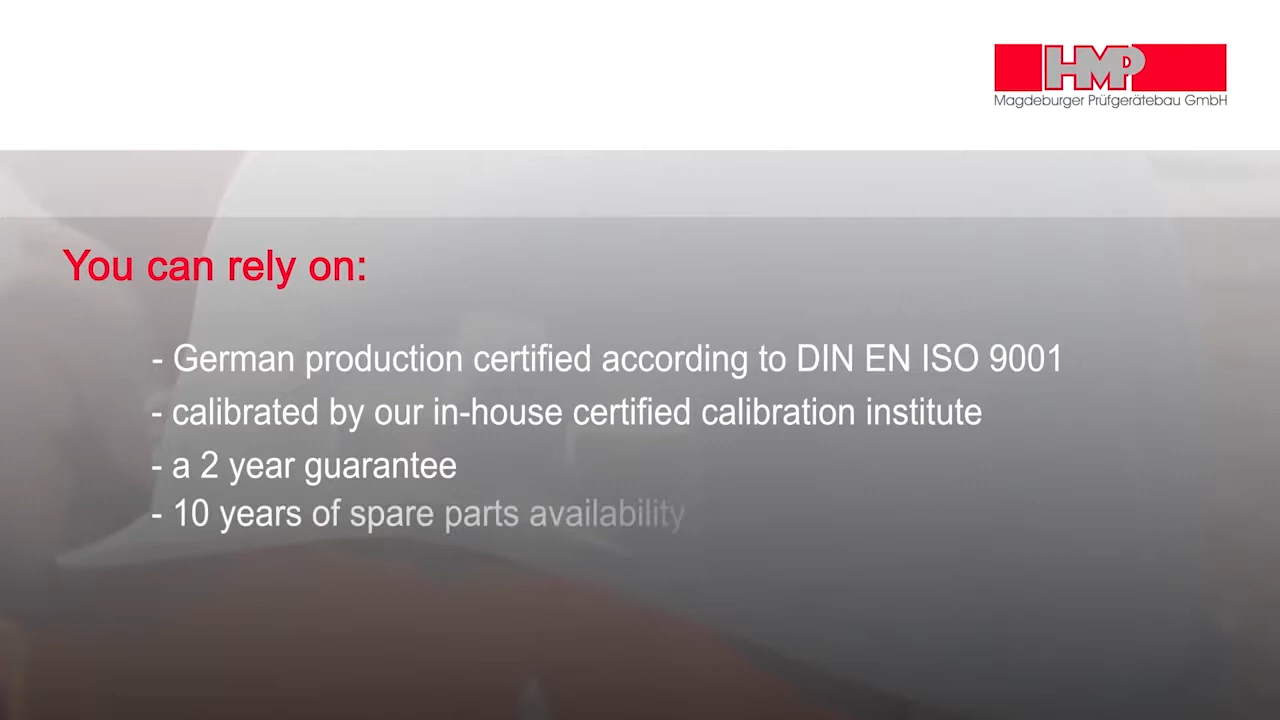 HMP
Magdeburger Prüfgerätebau GmbH
You can rely on:
- German production certified according to DIN EN ISO 9001
- calibrated by our in-house certified calibration institute
- a 2 year guarantee
- 10 years of spare parts availability